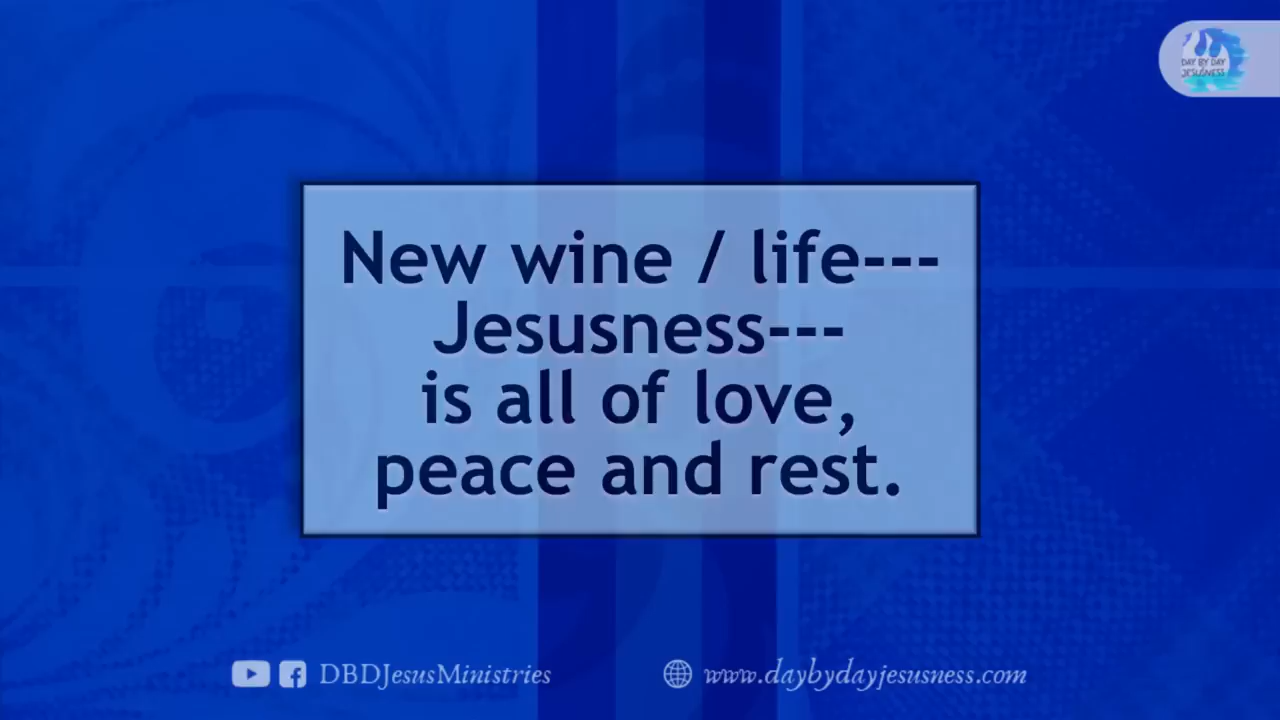 DAY BY DAY
JESUSNESS
New wine / life---
Jesusness---
is all of love,
peace and rest.
DBDJesusMinistries
www.daybydayjesusness.com